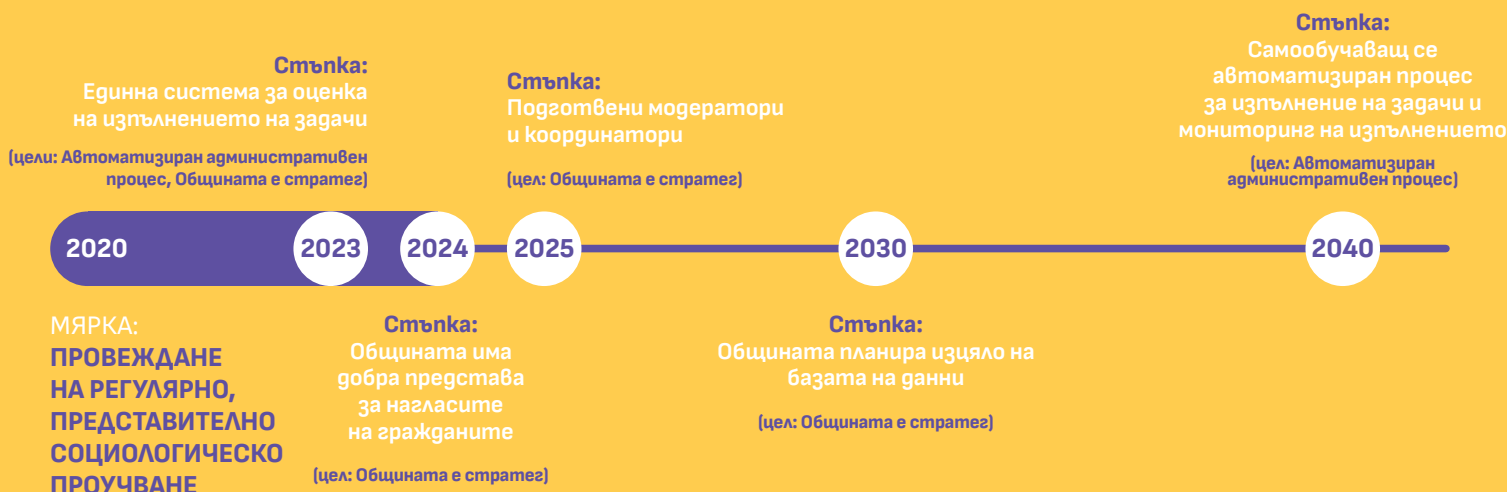 Стъпка:
Единна система за оценка
на изпълнението на задачи
(цели: Автоматизиран административен
процес, Общината е стратег)
Стъпка:
Подготвени модератори
и координатори
(цел: Общината е стратег)
Стъпка:
Самообучаващ се
автоматизиран процес
за изпълнение на задачи и
мониторинг на изпълнението
(цел: Автоматизиран
административен процес)
2020
2023
2024
2025
2030
2040
МЯРКА:
ПРОВЕЖДАНЕ
НА РЕГУЛЯРНО,
ПРЕДСТАВИТЕЛНО
СОЦИОЛОГИЧЕСКО
ПРОУЧВАНЕ
Стъпка:
Общината има
добра представа
за нагласите
на гражданите
(цел: Общината е стратег)
Стъпка:
Общината планира изцяло на
базата на данни
(цел: Общината е стратег)